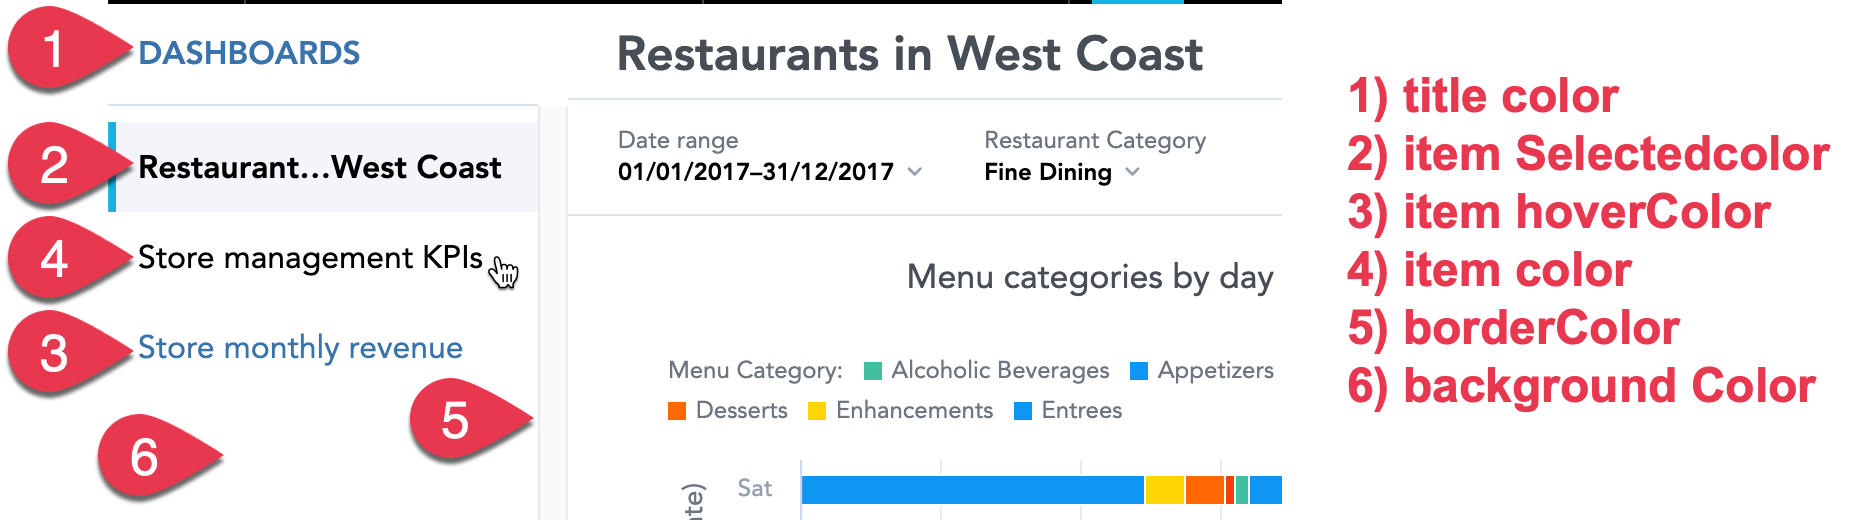 1
DASHBOARDS
Restaurants in West Coast
1) title color
2) item Selectedcolor
3) item hoverColor
4) item color
5) borderColor
6) background Color
2
Restaurant...West Coast
Date range
01/01/2017–31/12/2017
Restaurant Category
Fine Dining
4
Store management KPIs
Menu categories by day
3
Store monthly revenue
Menu Category:
Alcoholic Beverages
Appetizers
Desserts
Enhancements
Entrees
5
6
Sat
ate)